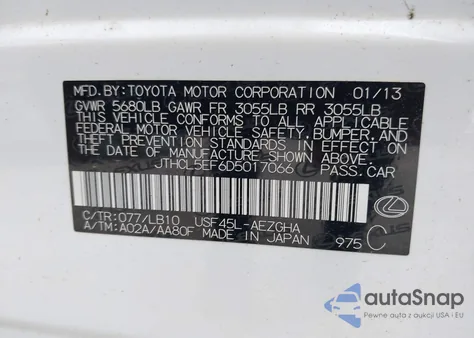 MFD.BY:TOYOTA MOTOR CORPORATION 01/13
GVWR 5680LB GAWR FR 3055LB RR 3055LB
THIS VEHICLE CONFORMS TO ALL APPLICABLE
FEDERAL MOTOR VEHICLE SAFETY,BUMPER,AND
THEFT PREVENTION STANDARDS IN EFFECT ON THE
DATE OF MANUFACTURE SHOWN ABOVE.
JTHCL5EF6D5017066 PASS.CAR
C/TR:077/LB10 USF45L-AEZGHA
A/TM:A02A/AA80F MADE IN JAPAN 975 C
autoSnap
Pewne auta z aukcji USA i EU